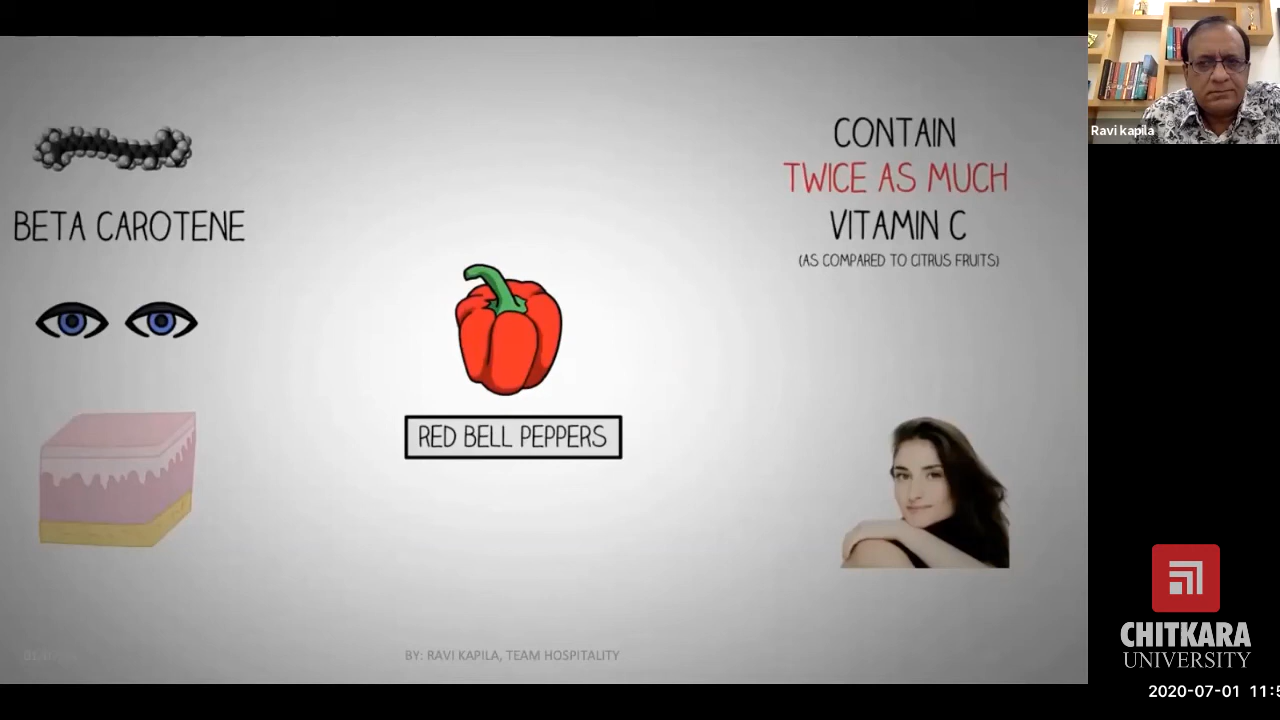 BETA CAROTENE
CONTAIN
TWICE AS MUCH
VITAMIN C
(AS COMPARED TO CITRUS FRUITS)
RED BELL PEPPERS
BY: RAVI KAPILA, TEAM HOSPITALITY
Ravi kapila
CHITKARA
UNIVERSITY
2020-07-01 11:5